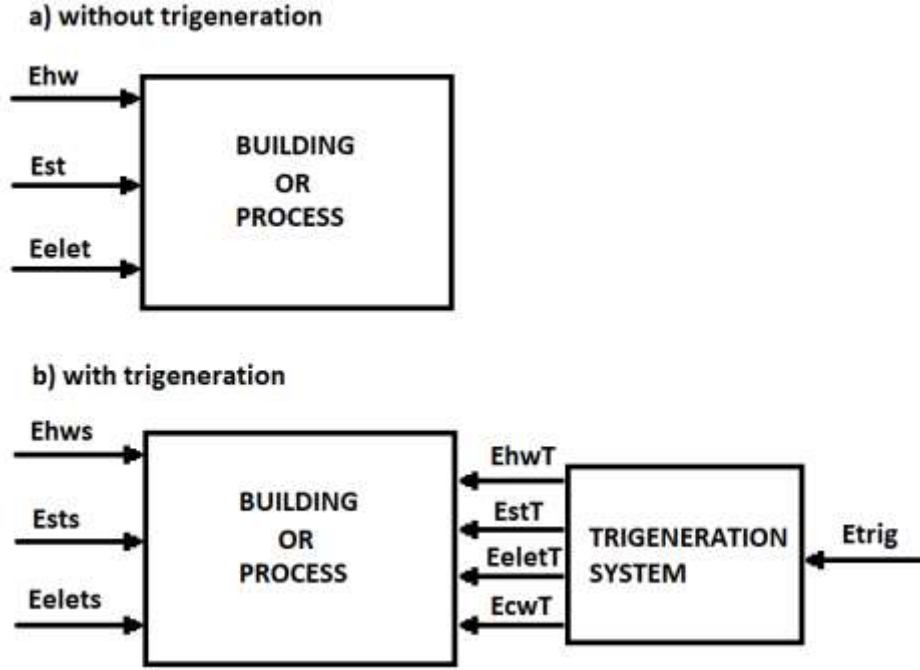 a) without trigeneration
Ehw
Est
Eelet
BUILDING
OR
PROCESS
b) with trigeneration
Ehws
Ests
Eelets
BUILDING
OR
PROCESS
EhwT
EstT
EeletT
EcwT
TRIGENERATION
SYSTEM
Etrig